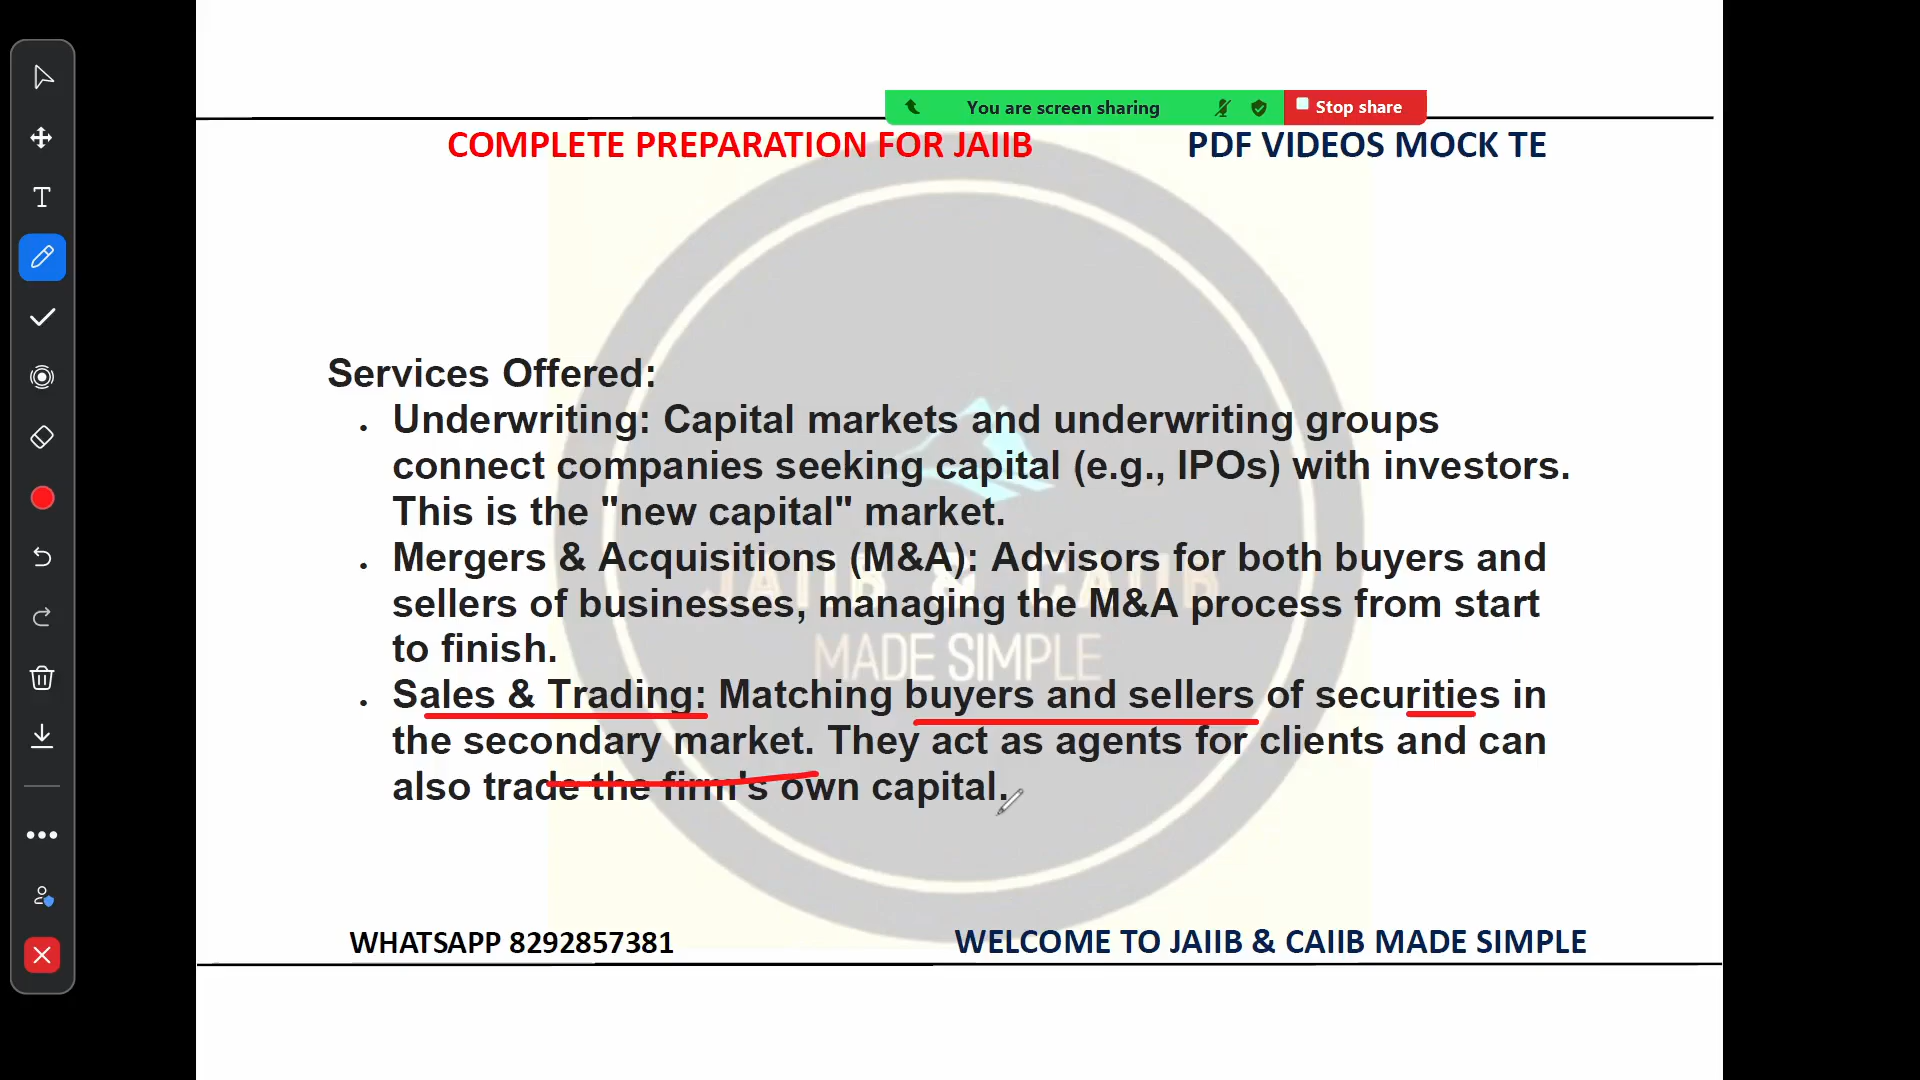 You are screen sharing Stop share
COMPLETE PREPARATION FOR JAIIB PDF VIDEOS MOCK TE
Services Offered:
• Underwriting: Capital markets and underwriting groups
connect companies seeking capital (e.g., IPOs) with investors.
This is the "new capital" market.
• Mergers & Acquisitions (M&A): Advisors for both buyers and
sellers of businesses, managing the M&A process from start
to finish.
• Sales & Trading: Matching buyers and sellers of securities in
the secondary market. They act as agents for clients and can
also trade the firm's own capital.
JAIIB & CAIIB
MADE SIMPLE
WHATSAPP 8292857381 WELCOME TO JAIIB & CAIIB MADE SIMPLE